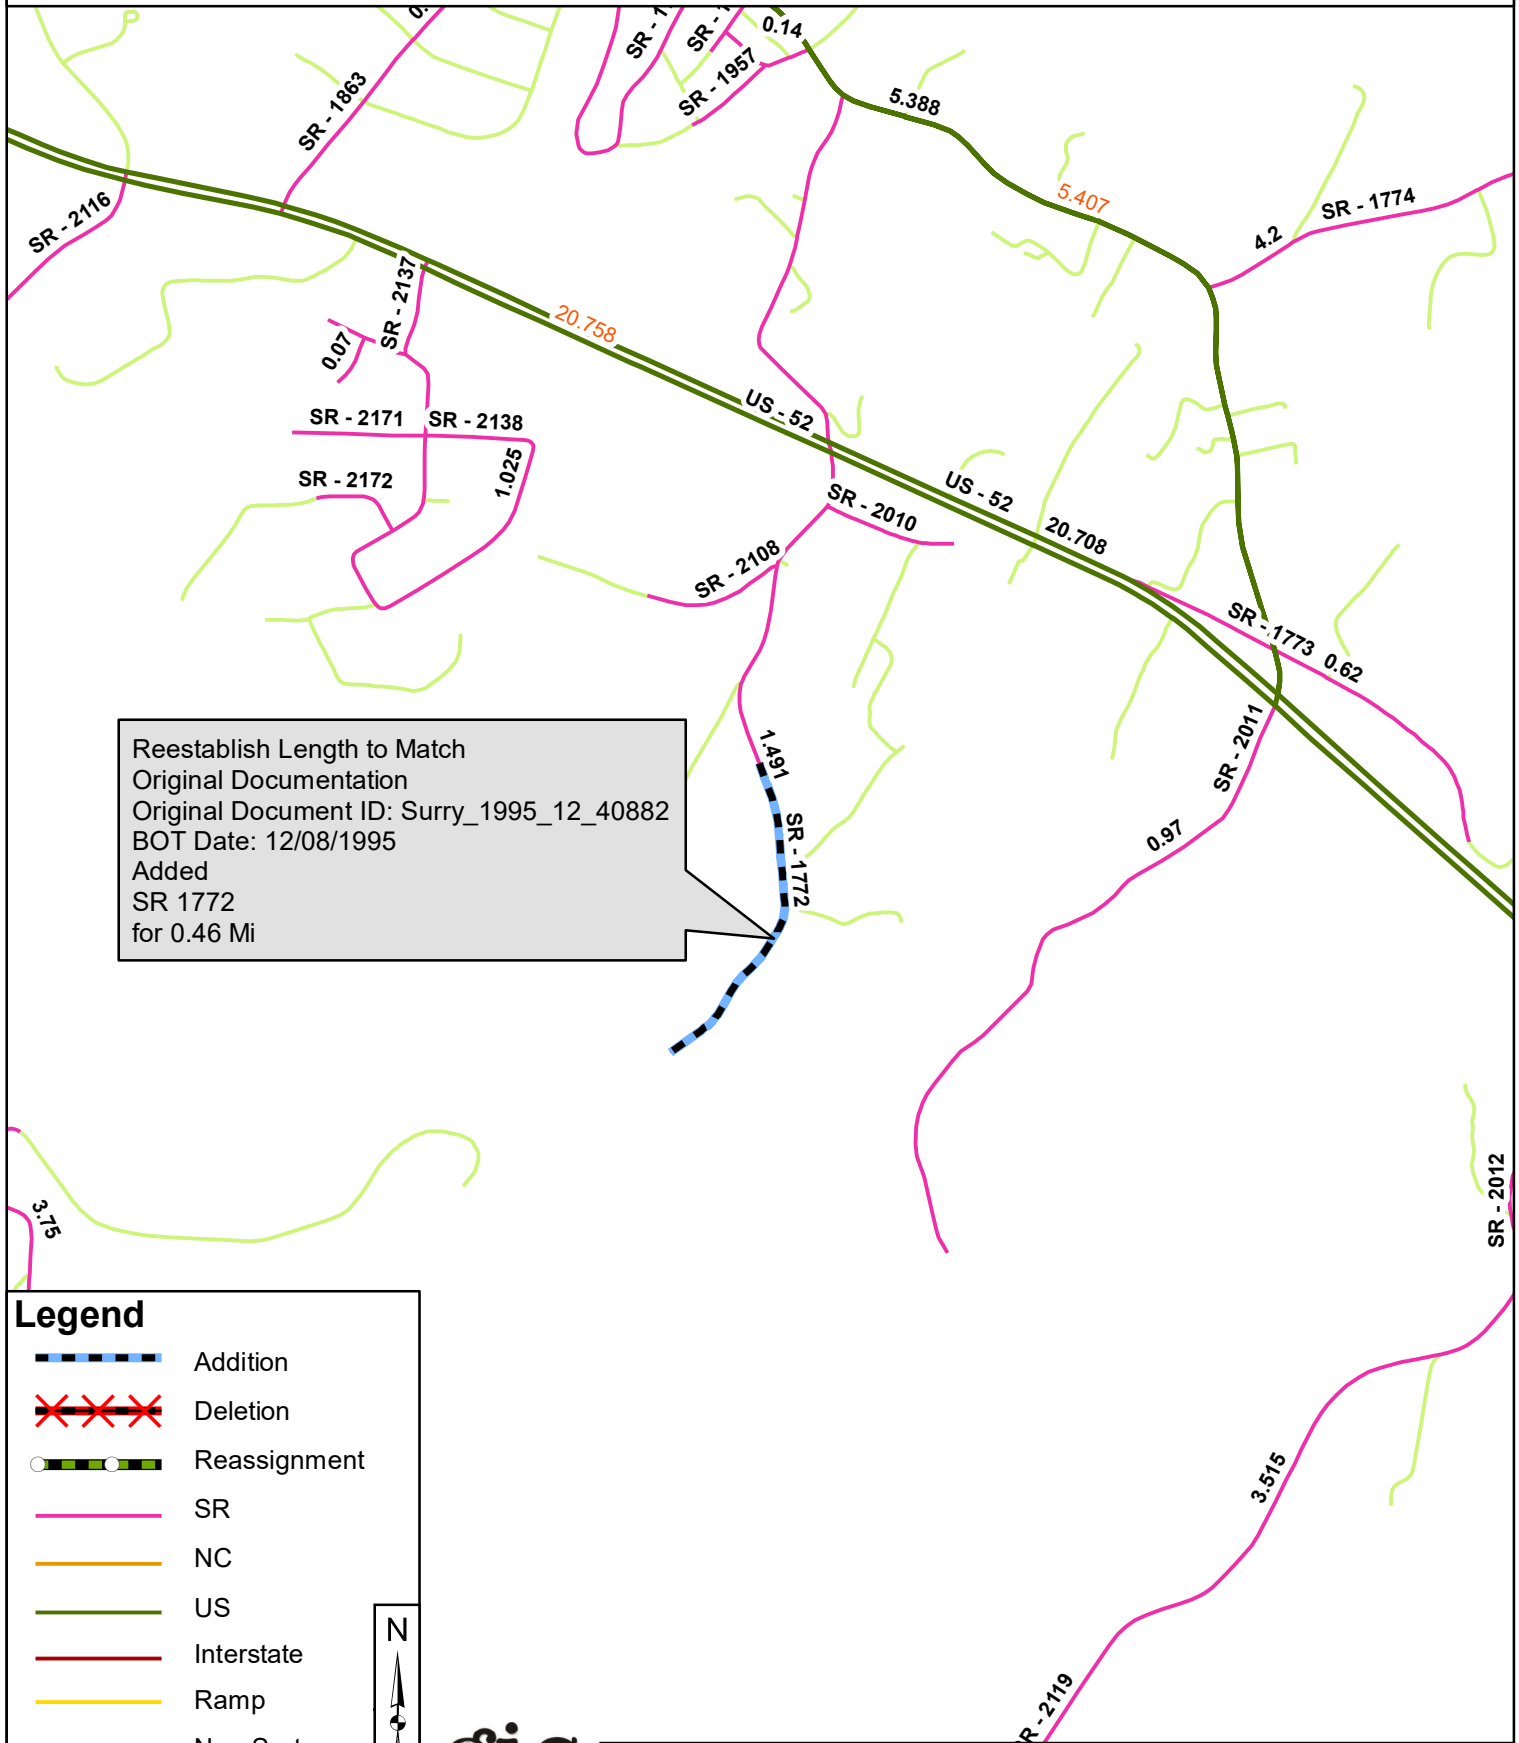 0.14
SR - 1957
5.388
SR - 1863
5.407
SR - 1774
4.2
SR - 2116
SR - 2137
20.758
0.07
US - 52
SR - 2171
SR - 2138
1.025
SR - 2172
US - 52
SR - 2010
20.708
SR - 2108
SR - 1773
0.62
SR - 2011
1.491
SR - 1772
0.97
Reestablish Length to Match
Original Documentation
Original Document ID: Surry_1995_12_40882
BOT Date: 12/08/1995
Added
SR 1772
for 0.46 Mi
SR - 2012
3.75
3.515
SR - 2119
Legend
Addition
Deletion
Reassignment
SR
NC
US
Interstate
Ramp
N